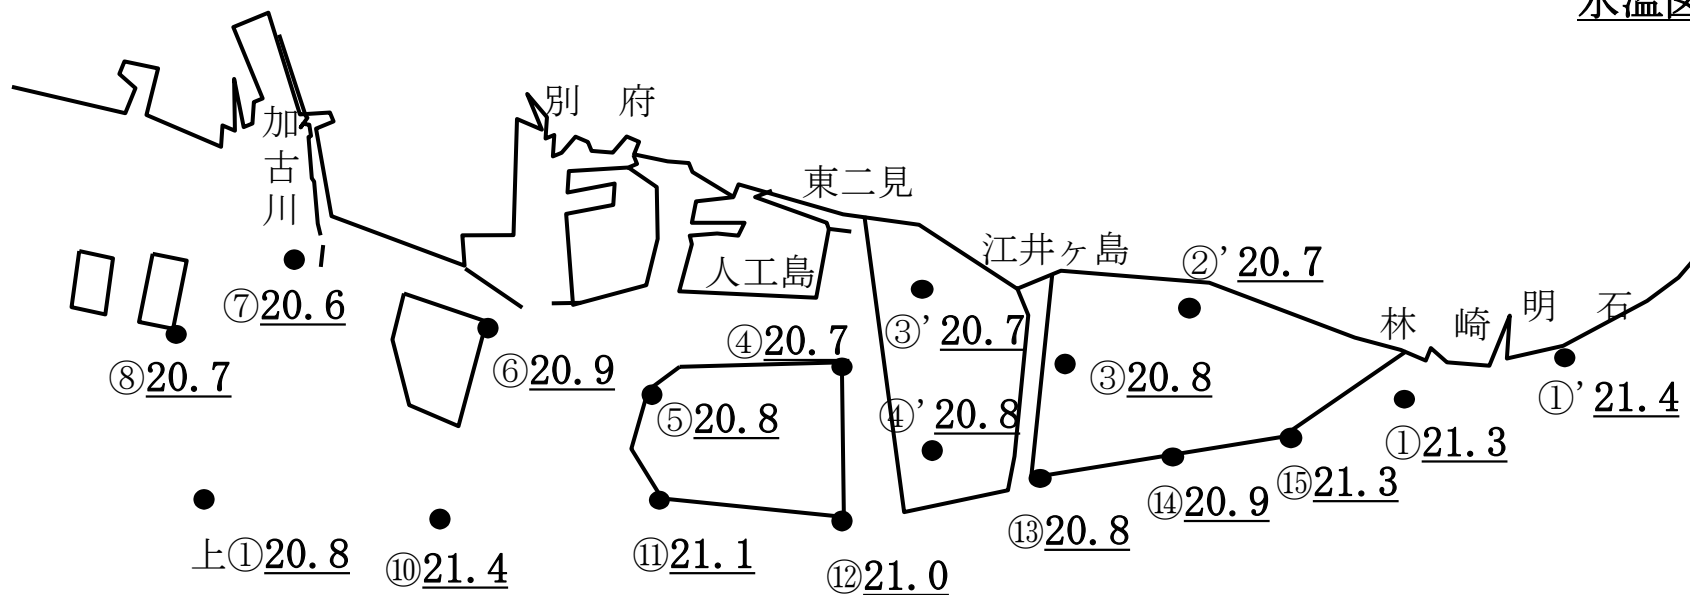 水温図
別 府
加古川
東二見
江井ヶ島
②' 20.7
人工島
⑦20.6
林 崎
明 石
③' 20.7
④20.7
⑧20.7
⑥20.9
③20.8
①' 21.4
⑤20.8
④' 20.8
①21.3
⑮21.3
⑭20.9
⑬20.8
上①20.8
⑩21.4
⑪21.1
⑫21.0